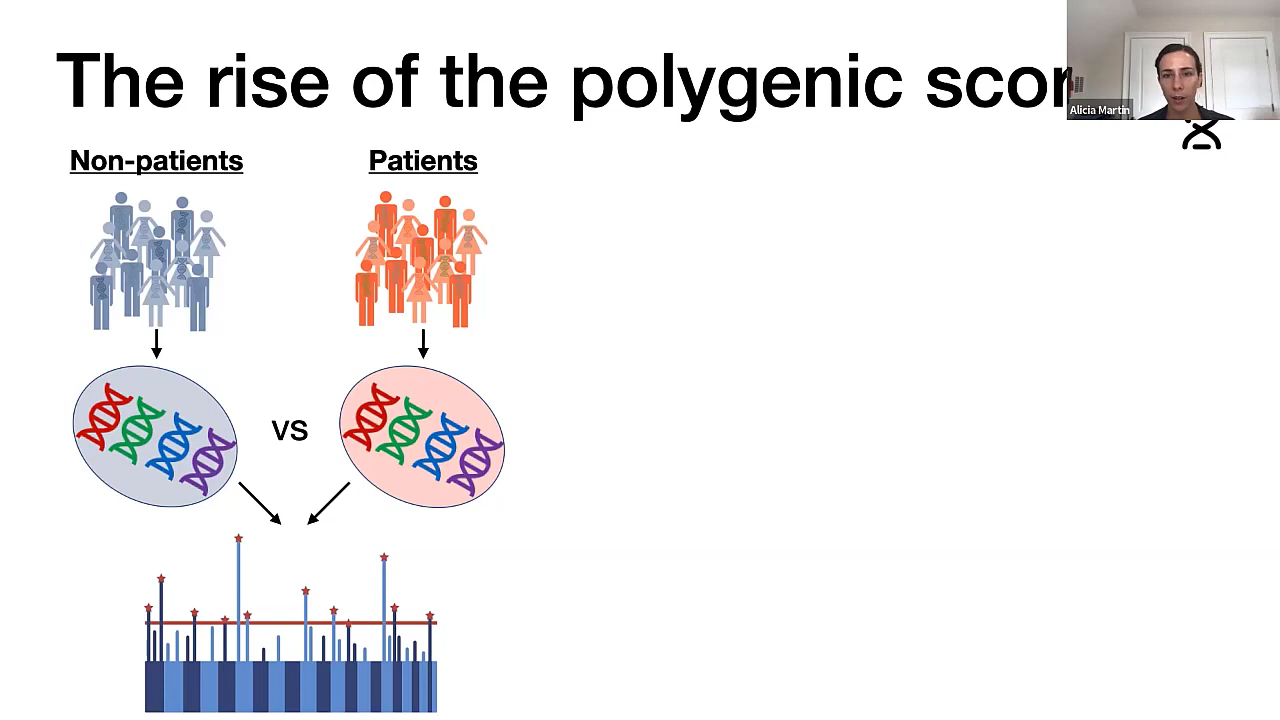 The rise of the polygenic scor
Alicia Martin
Non-patients
Patients
VS